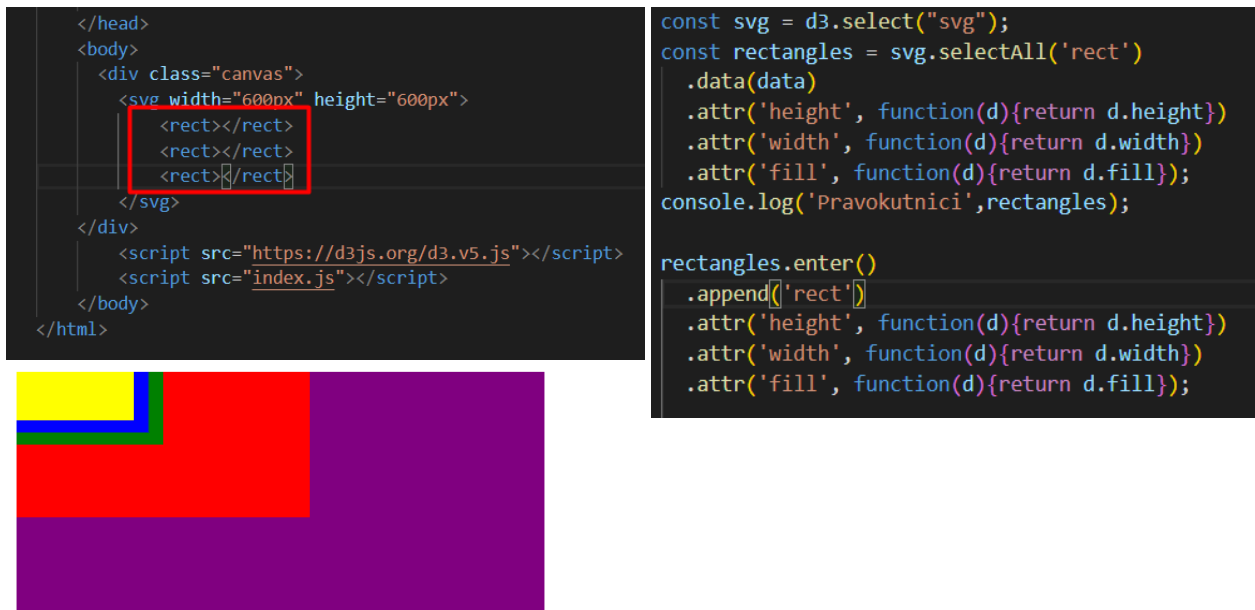 </head>
<body>
<div class="canvas">
<svg width="600px" height="600px">
<rect></rect>
<rect></rect>
<rect></rect>
</svg>
</div>
<script src="https://d3js.org/d3.v5.js"></script>
<script src="index.js"></script>
</body>
</html>
const svg = d3.select("svg");
const rectangles = svg.selectAll('rect')
.data(data)
.attr('height', function(d){return d.height})
.attr('width', function(d){return d.width})
.attr('fill', function(d){return d.fill});
console.log('Pravokutnici',rectangles);
rectangles.enter()
.append('rect')
.attr('height', function(d){return d.height})
.attr('width', function(d){return d.width})
.attr('fill', function(d){return d.fill});